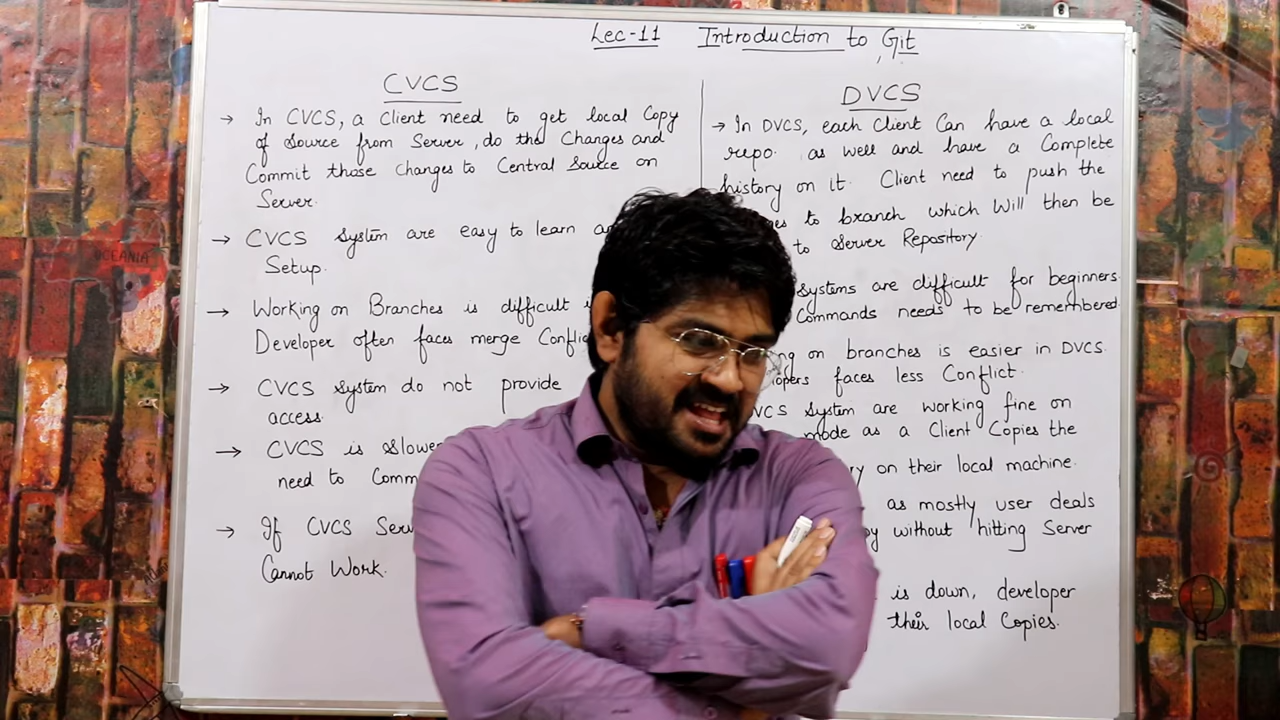 Lec-11 Introduction to Git
CVCS
→ In CVCS, a Client need to get local Copy
of Source from Server, do the Changes and
Commit those changes to Central Source on
Server.
→ CVCS System are easy to learn
Setup.
→ Working on Branches is difficult
Developer often faces merge
→ CVCS System do not provide
access.
→ CVCS is slower
need to
→ If CVCS
Cannot Work.
DVCS
→ In DVCS, each Client Can have a local
repo. as well and have a Complete
history on it. Client need to push the
to branch which Will then be
to Server Repository.
Systems are difficult for beginners.
Commands needs to be remembered.
on branches is easier in DVCS.
faces less Conflict.
System are working fine on
mode as a Client Copies the
on their local machine.
as mostly user deals
without hitting Server
is down, developer
their local Copies.
OCEANIA